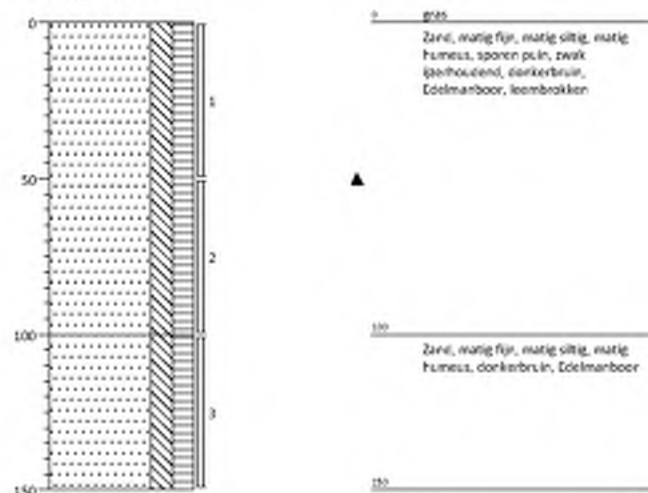 0
50
100
150
1
2
3
0 gras
Zand, matig fijn, matig siltig, matig
humeus, sporen puin, zwak
ijzerhoudend, donkerbruin,
Edelmanboor, leembrokken
100
Zand, matig fijn, matig siltig, matig
humeus, donkerbruin, Edelmanboor
150